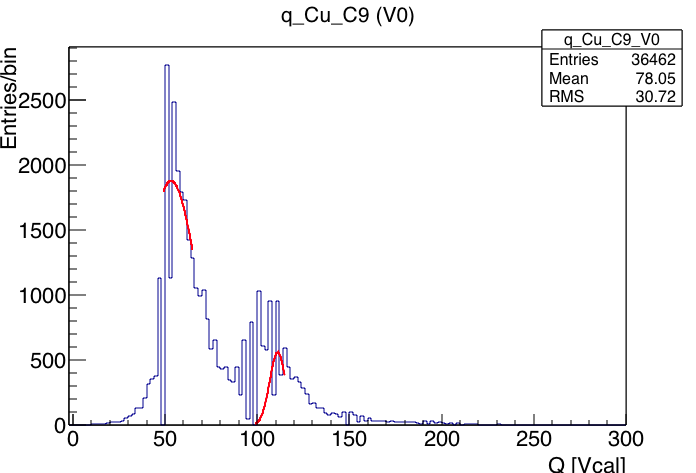 q_Cu_C9 (V0)
q_Cu_C9_V0
Entries 36462
Mean 78.05
RMS 30.72
Entries/bin
2500
2000
1500
1000
500
0
0 50 100 150 200 250 300
Q [Vcal]